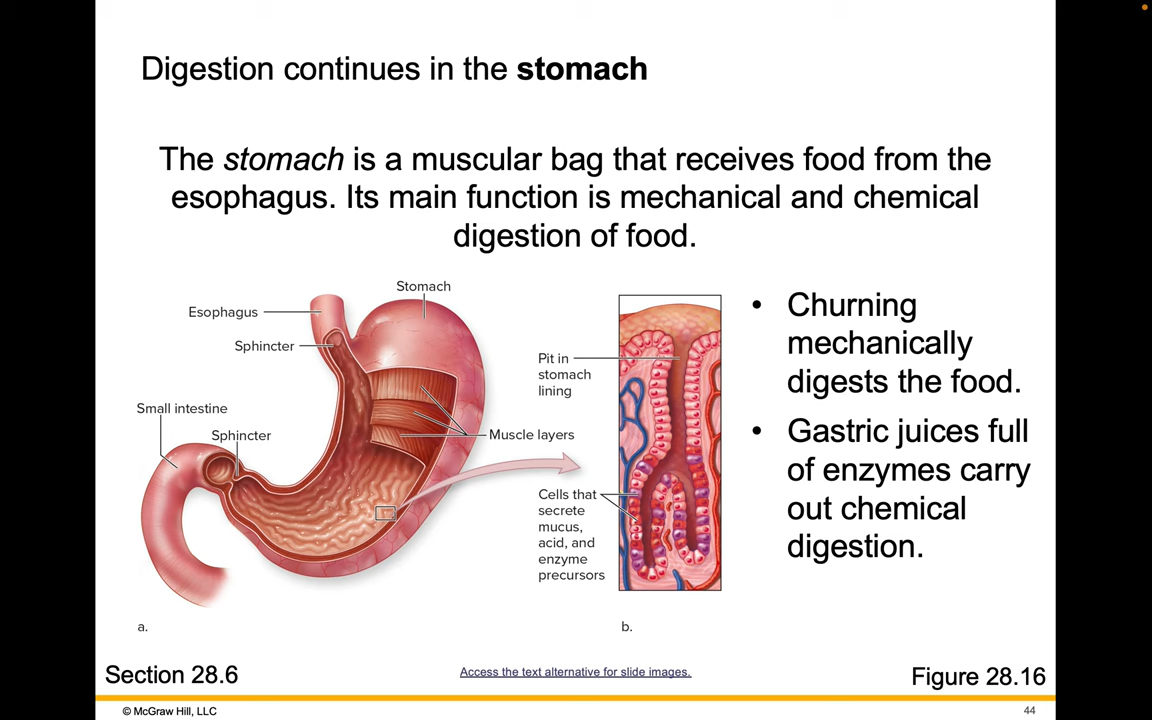 Digestion continues in the stomach
The stomach is a muscular bag that receives food from the
esophagus. Its main function is mechanical and chemical
digestion of food.
Stomach
Esophagus
Sphincter
Small intestine
Sphincter
Muscle layers
a.
Pit in
stomach
lining
Cells that
secrete
mucus,
acid, and
enzyme
precursors
b.
• Churning
mechanically
digests the food.
• Gastric juices full
of enzymes carry
out chemical
digestion.
Section 28.6
Access the text alternative for slide images.
Figure 28.16
© McGraw Hill, LLC
44